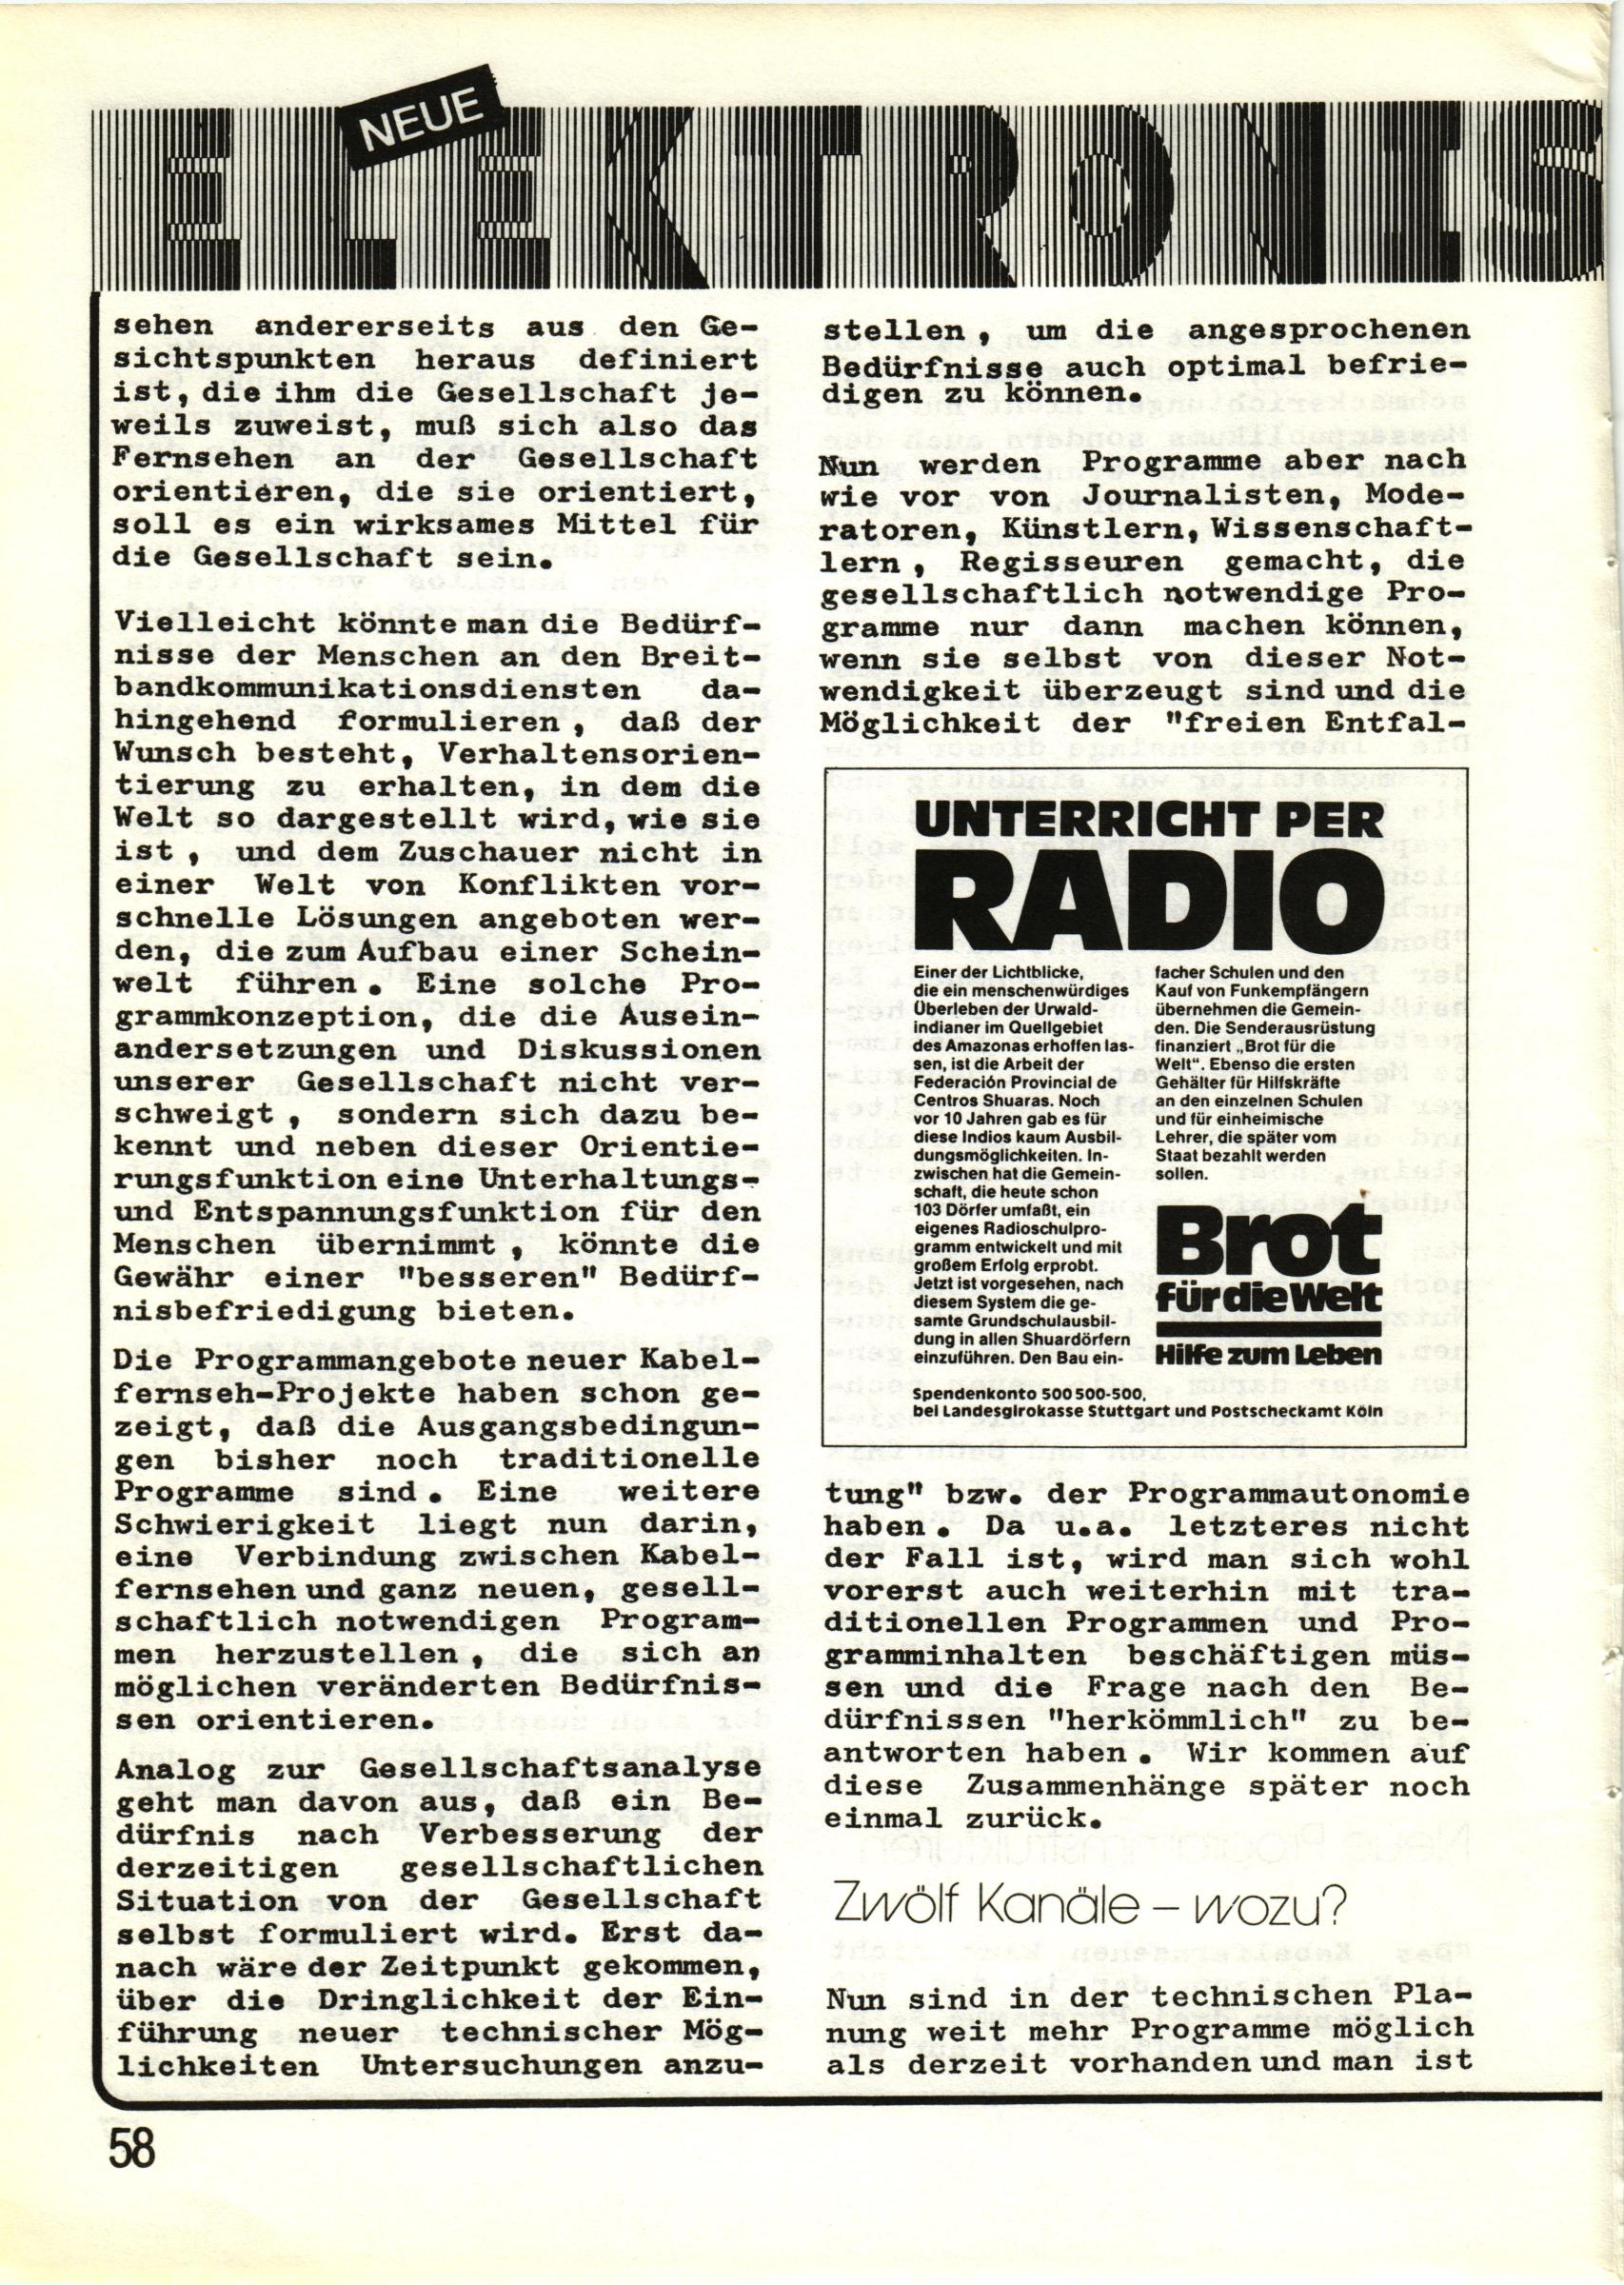 NEUE
ELEKTRONIS
sehen andererseits aus den Ge-
sichtspunkten heraus definiert
ist, die ihm die Gesellschaft je-
weils zuweist, muß sich also das
Fernsehen an der Gesellschaft
orientieren, die sie orientiert,
soll es ein wirksames Mittel für
die Gesellschaft sein.
Vielleicht könnte man die Bedürf-
nisse der Menschen an den Breit-
bandkommunikationsdiensten da-
hingehend formulieren, daß der
Wunsch besteht, Verhaltensorien-
tierung zu erhalten, in dem die
Welt so dargestellt wird, wie sie
ist, und dem Zuschauer nicht in
einer Welt von Konflikten vor-
schnelle Lösungen angeboten wer-
den, die zum Aufbau einer Schein-
welt führen. Eine solche Pro-
grammkonzeption, die die Ausein-
andersetzungen und Diskussionen
unserer Gesellschaft nicht ver-
schweigt, sondern sich dazu be-
kennt und neben dieser Orientie-
rungsfunktion eine Unterhaltungs-
und Entspannungsfunktion für den
Menschen übernimmt, könnte die
Gewähr einer "besseren" Bedürf-
nisbefriedigung bieten.
Die Programmangebote neuer Kabel-
fernseh-Projekte haben schon ge-
zeigt, daß die Ausgangsbedingun-
gen bisher noch traditionelle
Programme sind. Eine weitere
Schwierigkeit liegt nun darin,
eine Verbindung zwischen Kabel-
fernsehen und ganz neuen, gesell-
schaftlich notwendigen Program-
men herzustellen, die sich an
möglichen veränderten Bedürfnis-
sen orientieren.
Analog zur Gesellschaftsanalyse
geht man davon aus, daß ein Be-
dürfnis nach Verbesserung der
derzeitigen gesellschaftlichen
Situation von der Gesellschaft
selbst formuliert wird. Erst da-
nach wäre der Zeitpunkt gekommen,
über die Dringlichkeit der Ein-
führung neuer technischer Mög-
lichkeiten Untersuchungen anzu-
stellen, um die angesprochenen
Bedürfnisse auch optimal befrie-
digen zu können.
Nun werden Programme aber nach
wie vor von Journalisten, Mode-
ratoren, Künstlern, Wissenschaft-
lern, Regisseuren gemacht, die
gesellschaftlich notwendige Pro-
gramme nur dann machen können,
wenn sie selbst von dieser Not-
wendigkeit überzeugt sind und die
Möglichkeit der "freien Entfal-
UNTERRICHT PER
RADIO
Einer der Lichtblicke,
die ein menschenwürdiges
Überleben der Urwald-
indianer im Quellgebiet
des Amazonas erhoffen las-
sen, ist die Arbeit der
Federación Provincial de
Centros Shuaras. Noch
vor 10 Jahren gab es für
diese Indios kaum Ausbil-
dungsmöglichkeiten. In-
zwischen hat die Gemein-
schaft, die heute schon
103 Dörfer umfaßt, ein
eigenes Radioschulpro-
gramm entwickelt und mit
großem Erfolg erprobt.
Jetzt ist vorgesehen, nach
diesem System die ge-
samte Grundschulausbil-
dung in allen Shuardörfern
einzuführen. Den Bau ein-
facher Schulen und den
Kauf von Funkempfängern
übernehmen die Gemein-
den. Die Senderausrüstung
finanziert „Brot für die
Welt“. Ebenso die ersten
Gehälter für Hilfskräfte
an den einzelnen Schulen
und für einheimische
Lehrer, die später vom
Staat bezahlt werden
sollen.
Brot
für die Welt
Hilfe zum Leben
Spendenkonto 500 500-500,
bei Landesgirokasse Stuttgart und Postscheckamt Köln
tung" bzw. der Programmautonomie
haben. Da u.a. letzteres nicht
der Fall ist, wird man sich wohl
vorerst auch weiterhin mit tra-
ditionellen Programmen und Pro-
gramminhalten beschäftigen müs-
sen und die Frage nach den Be-
dürfnissen "herkömmlich" zu be-
antworten haben. Wir kommen auf
diese Zusammenhänge später noch
einmal zurück.
Zwölf Kanäle – wozu?
Nun sind in der technischen Pla-
nung weit mehr Programme möglich
als derzeit vorhanden und man ist
58